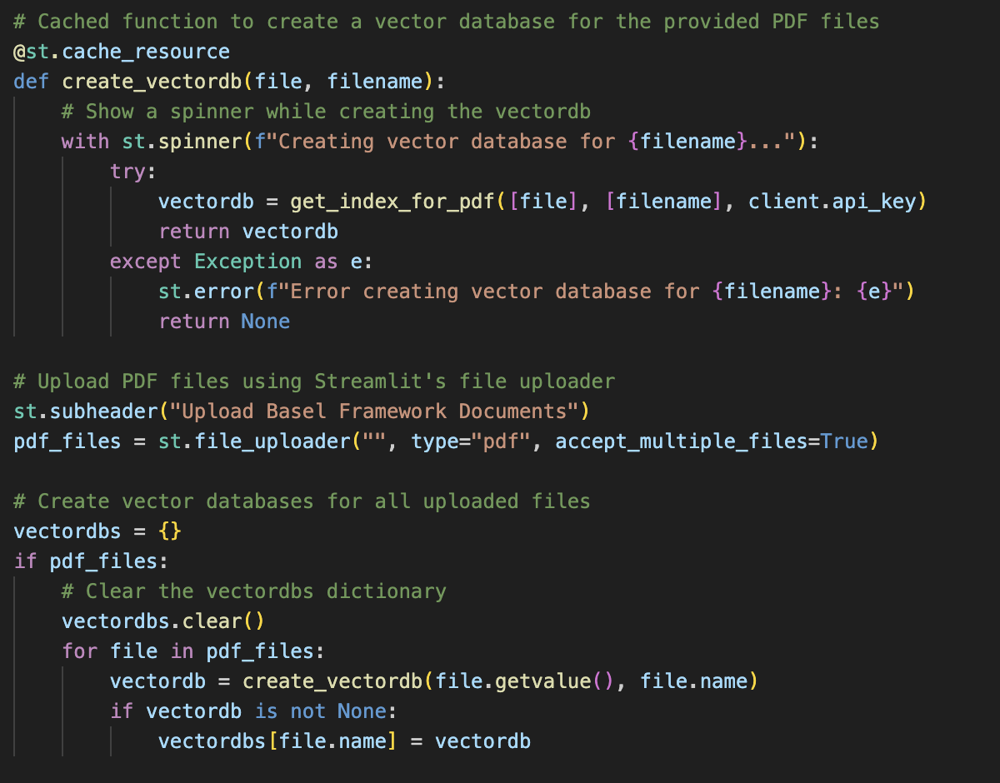 # Cached function to create a vector database for the provided PDF files
@st.cache_resource
def create_vectordb(file, filename):
    # Show a spinner while creating the vectordb
    with st.spinner(f"Creating vector database for {filename}..."):
        try:
            vectordb = get_index_for_pdf([file], [filename], client.api_key)
            return vectordb
        except Exception as e:
            st.error(f"Error creating vector database for {filename}: {e}")
            return None

# Upload PDF files using Streamlit's file uploader
st.subheader("Upload Basel Framework Documents")
pdf_files = st.file_uploader("", type="pdf", accept_multiple_files=True)

# Create vector databases for all uploaded files
vectordbs = {}
if pdf_files:
    # Clear the vectordbs dictionary
    vectordbs.clear()
    for file in pdf_files:
        vectordb = create_vectordb(file.getvalue(), file.name)
        if vectordb is not None:
            vectordbs[file.name] = vectordb